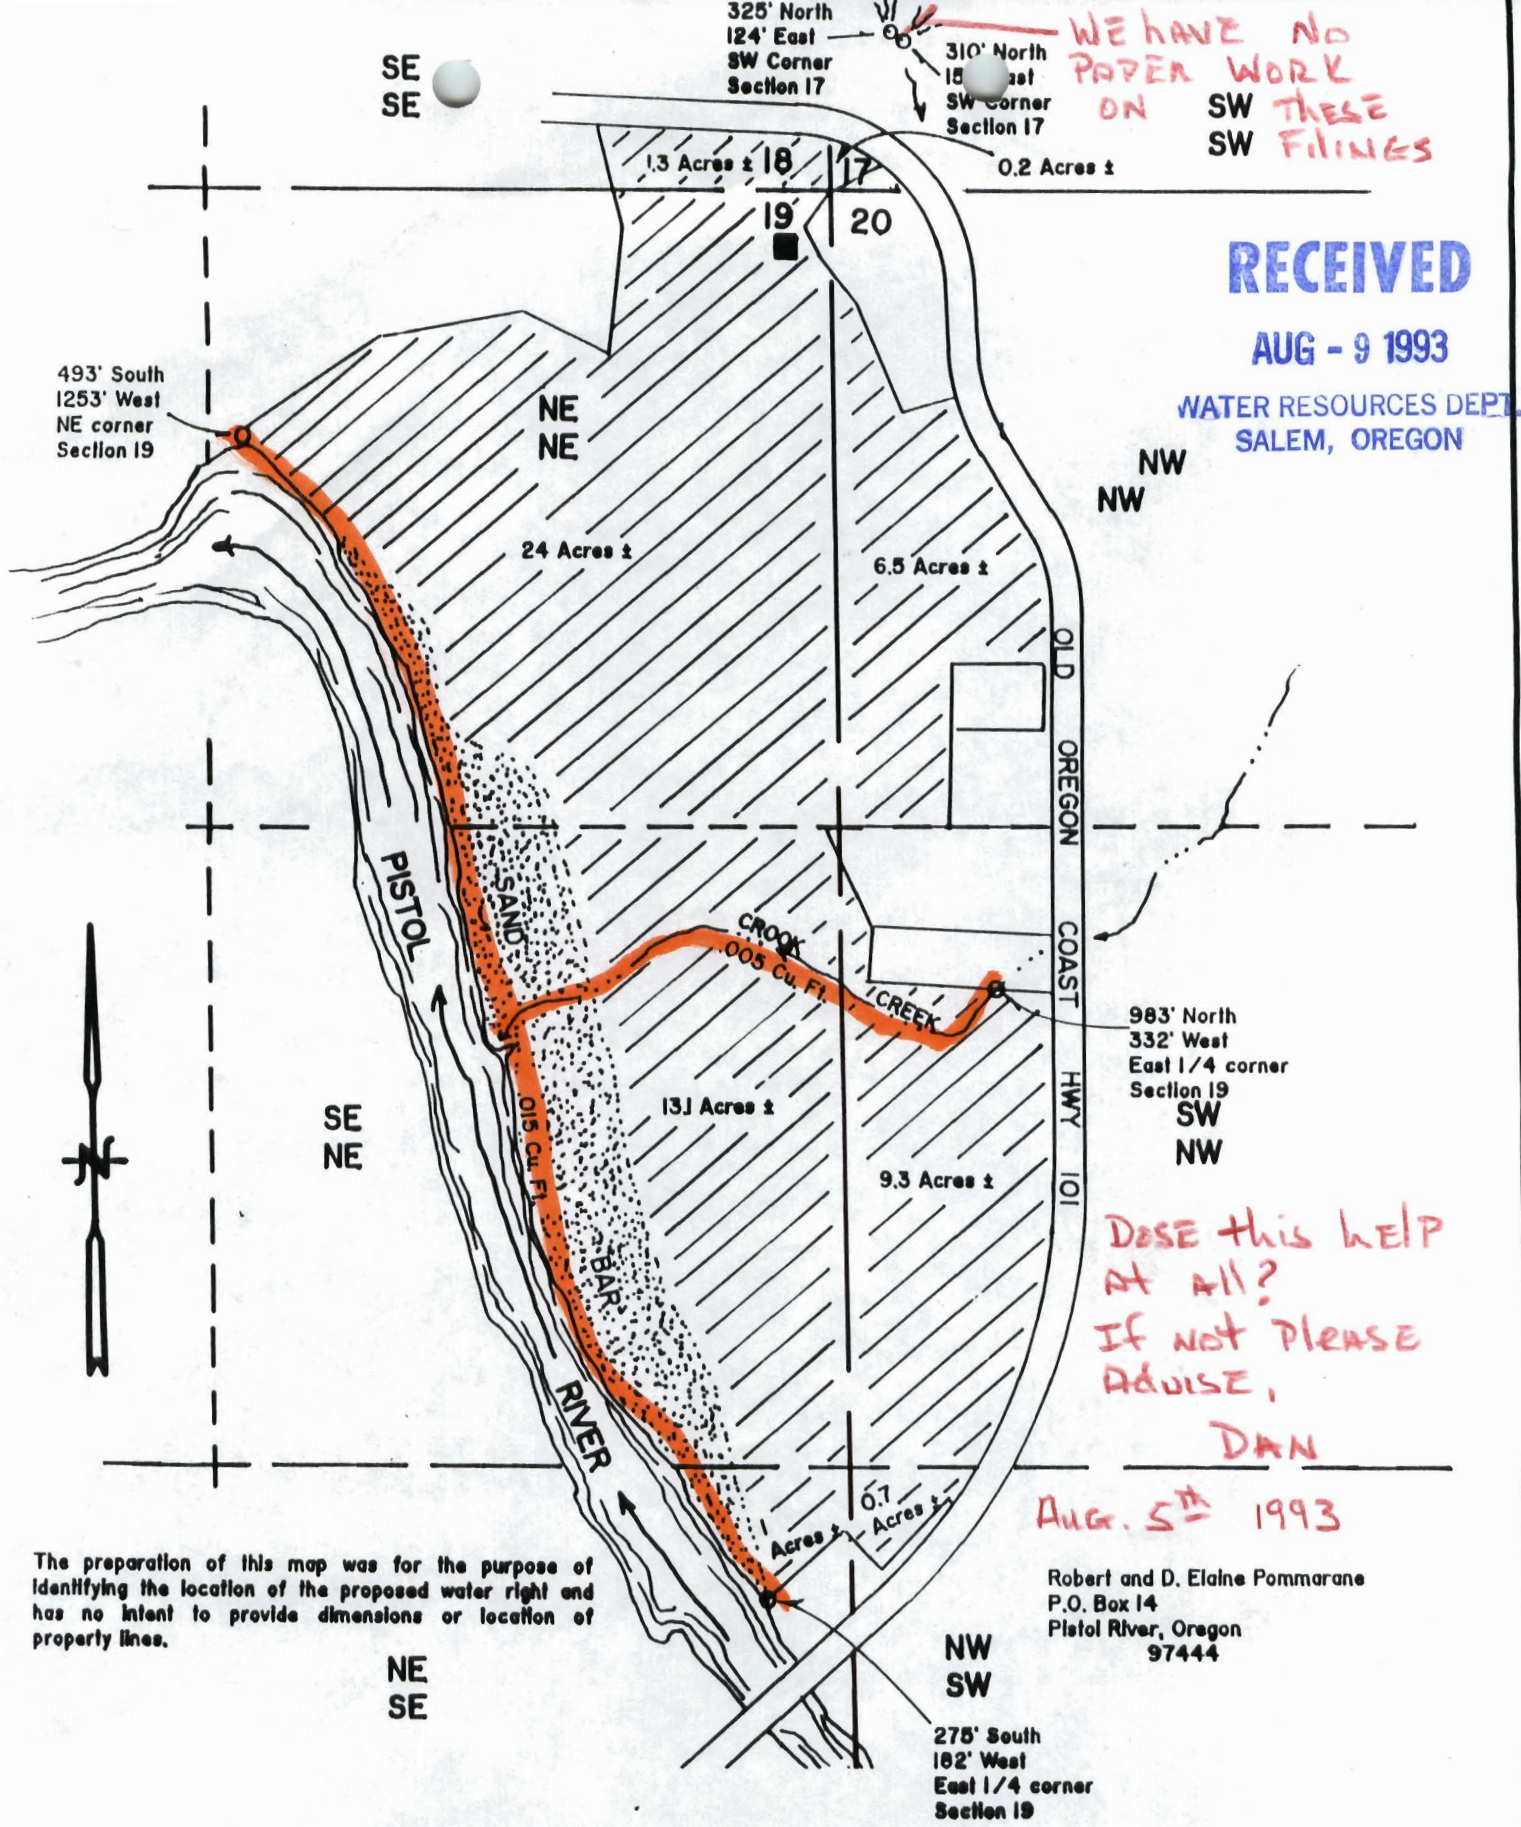 325' North
124' East
SW Corner
Section 17
310' North
SW Corner
Section 17
WE hAVE NO
PAPER WORK
ON THESE
FILINGS
SE
SE
SW
SW
1.3 Acres ±
18
17
0.2 Acres ±
19
20
RECEIVED
AUG - 9 1993
WATER RESOURCES DEPT.
SALEM, OREGON
493' South
1253' West
NE corner
Section 19
NE
NE
NW
NW
24 Acres ±
6.5 Acres ±
OLD OREGON COAST HWY 101
PISTOL RIVER
SAND BAR
CROOK CREEK
.005 Cu. Ft.
.015 Cu. Ft.
983' North
332' West
East 1/4 corner
Section 19
SW
NW
SE
NE
N
13.1 Acres ±
9.3 Acres ±
DOSE this hElP
At All?
If NOt PlEASE
AdvISE,
DAN
AUG. 5th 1993
1 Acres ±
0.7
Acres ±
The preparation of this map was for the purpose of
identifying the location of the proposed water right and
has no intent to provide dimensions or location of
property lines.
Robert and D. Elaine Pommarane
P.O. Box 14
Pistol River, Oregon
97444
NE
SE
NW
SW
275' South
182' West
East 1/4 corner
Section 19